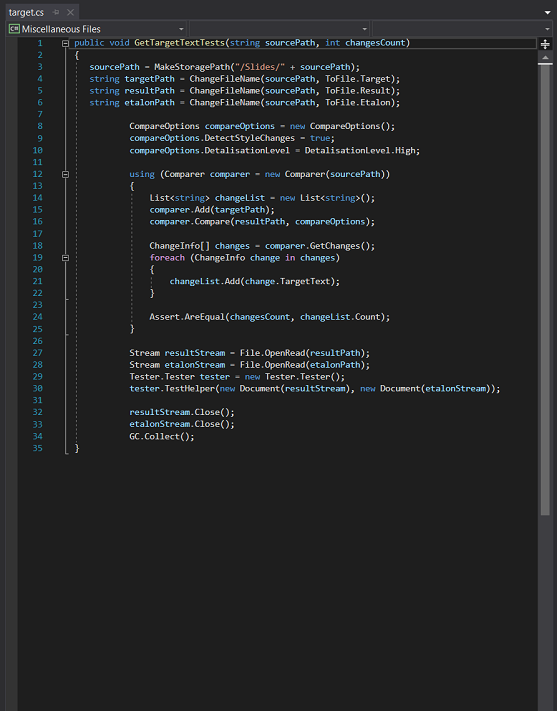 target.cs
C# Miscellaneous Files
1 public void GetTargetTextTests(string sourcePath, int changesCount)
2 {
3 sourcePath = MakeStoragePath("/Slides/" + sourcePath);
4 string targetPath = ChangeFileName(sourcePath, ToFile.Target);
5 string resultPath = ChangeFileName(sourcePath, ToFile.Result);
6 string etalonPath = ChangeFileName(sourcePath, ToFile.Etalon);
7
8 CompareOptions compareOptions = new CompareOptions();
9 compareOptions.DetectStyleChanges = true;
10 compareOptions.DetalisationLevel = DetalisationLevel.High;
11
12 using (Comparer comparer = new Comparer(sourcePath))
13 {
14 List<string> changeList = new List<string>();
15 comparer.Add(targetPath);
16 comparer.Compare(resultPath, compareOptions);
17
18 ChangeInfo[] changes = comparer.GetChanges();
19 foreach (ChangeInfo change in changes)
20 {
21 changeList.Add(change.TargetText);
22 }
23
24 Assert.AreEqual(changesCount, changeList.Count);
25 }
26
27 Stream resultStream = File.OpenRead(resultPath);
28 Stream etalonStream = File.OpenRead(etalonPath);
29 Tester.Tester tester = new Tester.Tester();
30 tester.TestHelper(new Document(resultStream), new Document(etalonStream));
31
32 resultStream.Close();
33 etalonStream.Close();
34 GC.Collect();
35 }